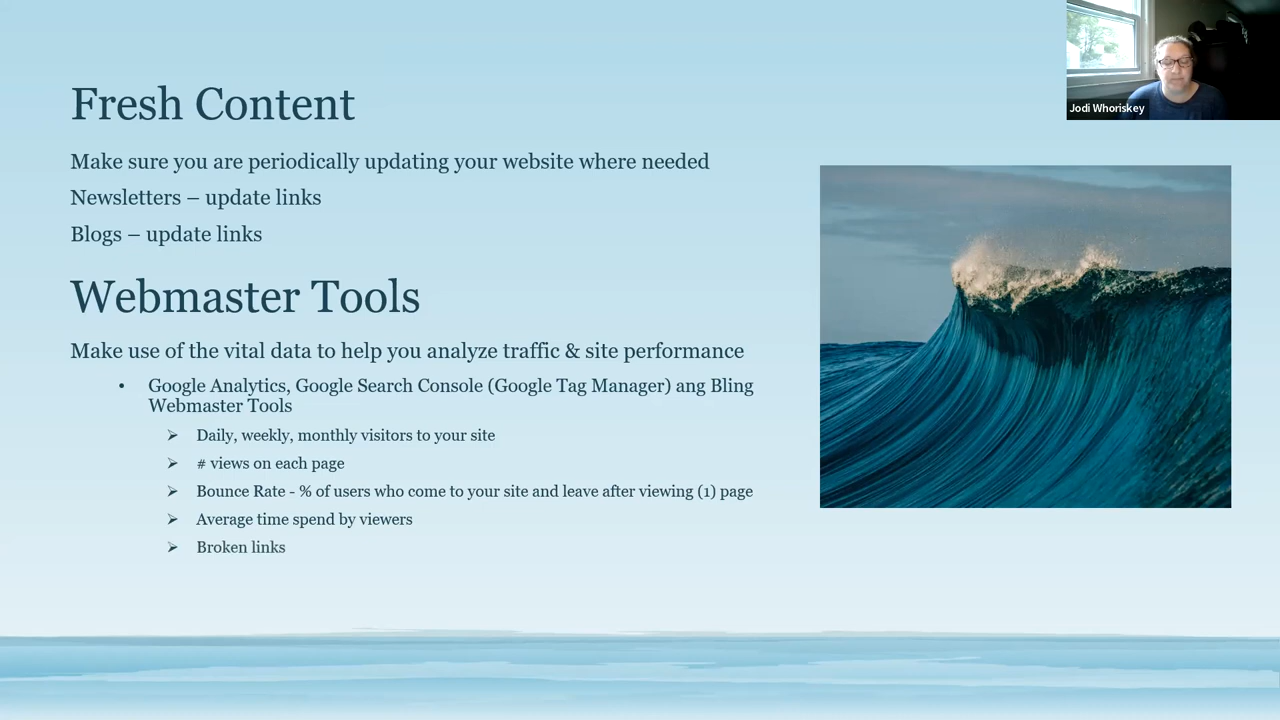 Fresh Content
Make sure you are periodically updating your website where needed
Newsletters – update links
Blogs – update links
Webmaster Tools
Make use of the vital data to help you analyze traffic & site performance
• Google Analytics, Google Search Console (Google Tag Manager) ang Bling
Webmaster Tools
➢ Daily, weekly, monthly visitors to your site
➢ # views on each page
➢ Bounce Rate - % of users who come to your site and leave after viewing (1) page
➢ Average time spend by viewers
➢ Broken links
Jodi Whoriskey